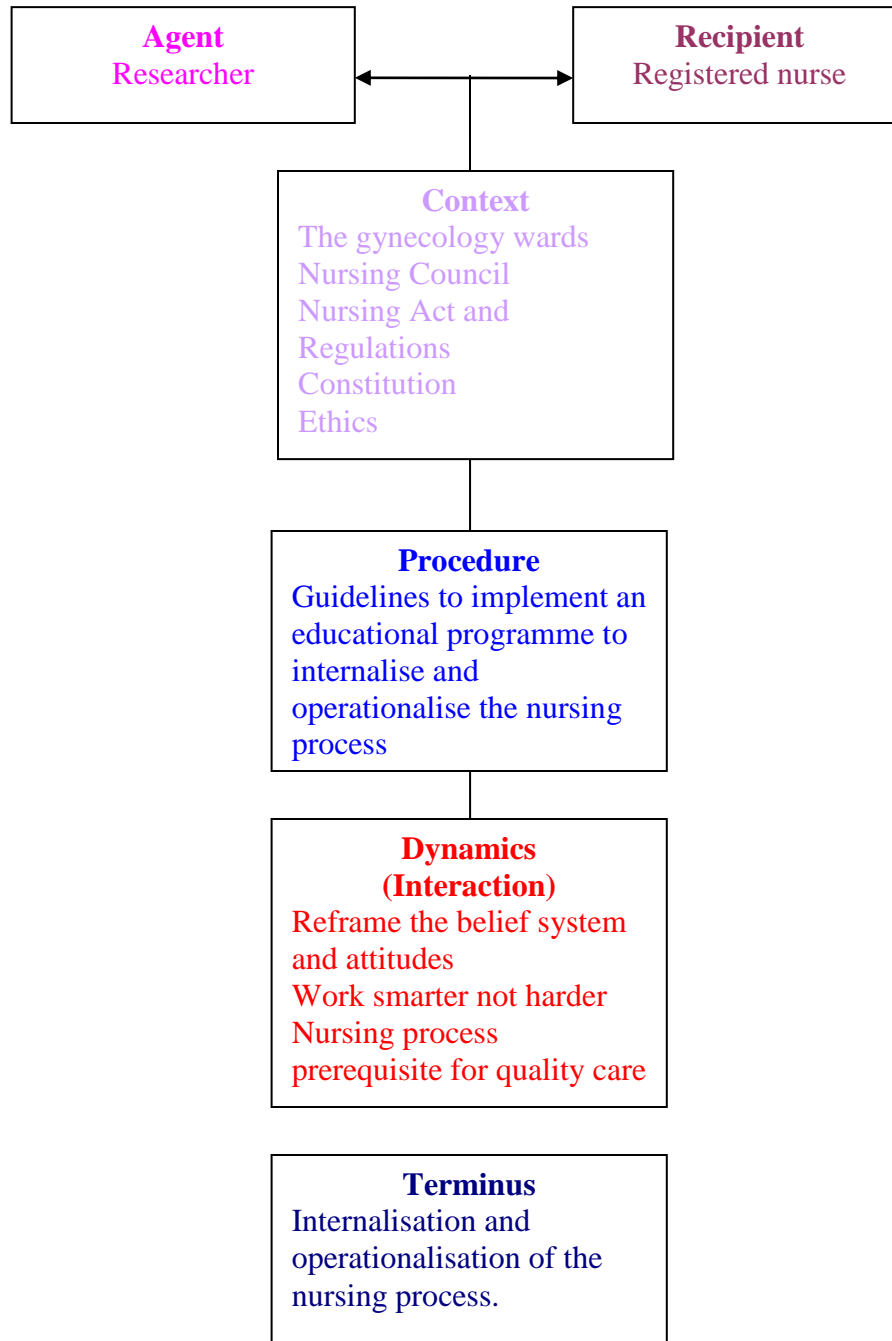 Agent
Researcher
Recipient
Registered nurse
Context
The gynecology wards
Nursing Council
Nursing Act and
Regulations
Constitution
Ethics
Procedure
Guidelines to implement an
educational programme to
internalise and
operationalise the nursing
process
Dynamics
(Interaction)
Reframe the belief system
and attitudes
Work smarter not harder
Nursing process
prerequisite for quality care
Terminus
Internalisation and
operationalisation of the
nursing process.